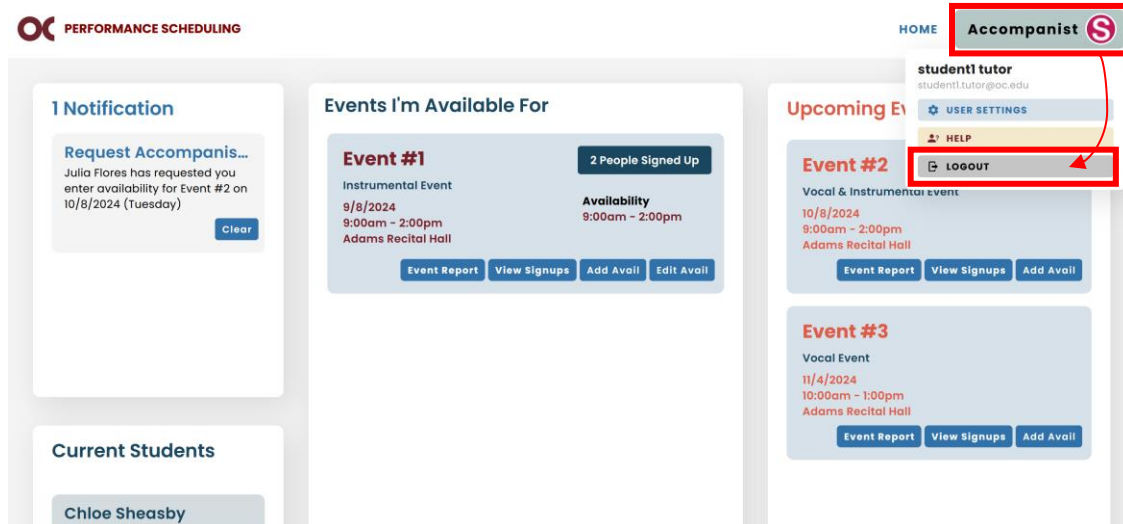 OC PERFORMANCE SCHEDULING
HOME
Accompanist S
student1 tutor
student1.tutor@oc.edu
USER SETTINGS
HELP
LOGOUT
1 Notification
Request Accompanis...
Julia Flores has requested you
enter availability for Event #2 on
10/8/2024 (Tuesday)
Clear
Current Students
Chloe Sheasby
Events I'm Available For
Event #1
2 People Signed Up
Instrumental Event
9/8/2024
9:00am - 2:00pm
Adams Recital Hall
Availability
9:00am - 2:00pm
Event Report View Signups Add Avail Edit Avail
Upcoming Ev
Event #2
Vocal & Instrumental Event
10/8/2024
9:00am - 2:00pm
Adams Recital Hall
Event Report View Signups Add Avail
Event #3
Vocal Event
11/4/2024
10:00am - 1:00pm
Adams Recital Hall
Event Report View Signups Add Avail